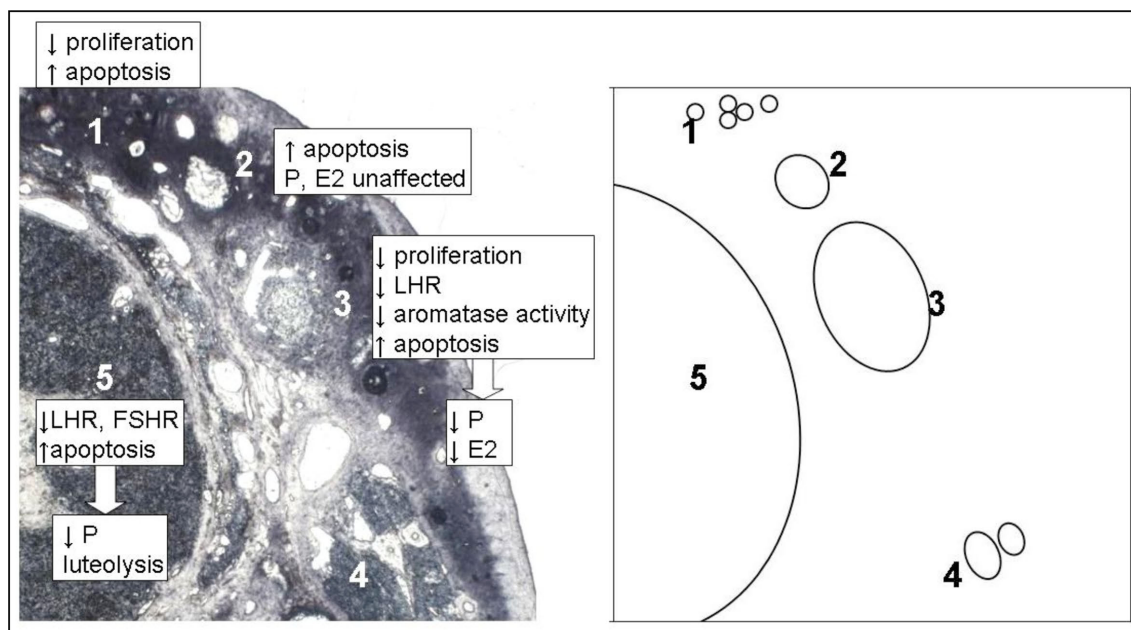 ↓ proliferation
↑ apoptosis
1
2
↑ apoptosis
P, E2 unaffected
3
↓ proliferation
↓ LHR
↓ aromatase activity
↑ apoptosis
↓ P
↓ E2
5
↓LHR, FSHR
↑apoptosis
↓ P
luteolysis
4
1
2
3
5
4